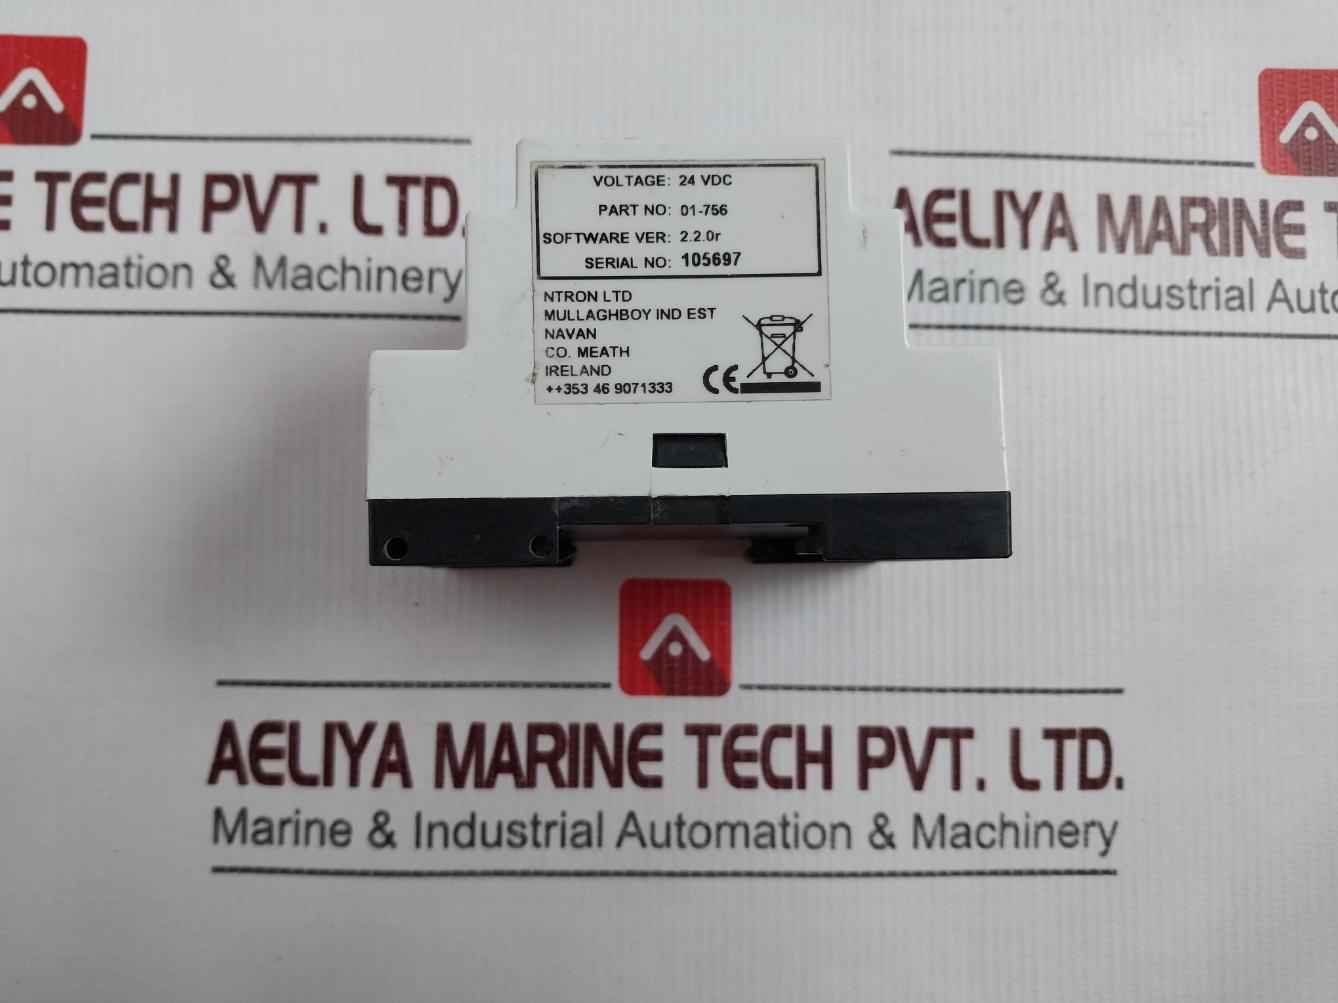 E TECH PVT. LTD.
utomation & Machinery
AELIYA MARINE T
Marine & Industrial Auto
VOLTAGE: 24 VDC
PART NO: 01-756
SOFTWARE VER: 2.2.0r
SERIAL NO: 105697
NTRON LTD
MULLAGHBOY IND EST
NAVAN
CO. MEATH
IRELAND
++353 46 9071333
CE
AELIYA MARINE TECH PVT. LTD.
Marine & Industrial Automation & Machinery